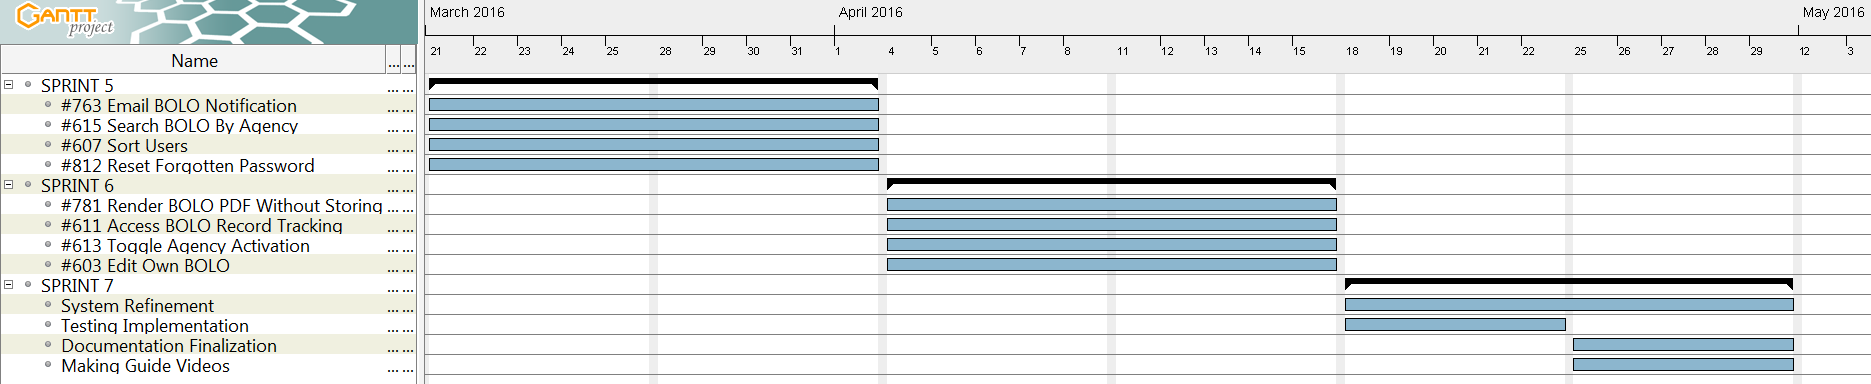 GANTT project
March 2016 April 2016 May 2016
21 22 23 24 25 28 29 30 31 1 4 5 6 7 8 11 12 13 14 15 18 19 20 21 22 25 26 27 28 29 12 3
Name ... ...
SPRINT 5 ... ...
#763 Email BOLO Notification ... ...
#615 Search BOLO By Agency ... ...
#607 Sort Users ... ...
#812 Reset Forgotten Password ... ...
SPRINT 6 ... ...
#781 Render BOLO PDF Without Storing ... ...
#611 Access BOLO Record Tracking ... ...
#613 Toggle Agency Activation ... ...
#603 Edit Own BOLO ... ...
SPRINT 7 ... ...
System Refinement ... ...
Testing Implementation ... ...
Documentation Finalization ... ...
Making Guide Videos ... ...